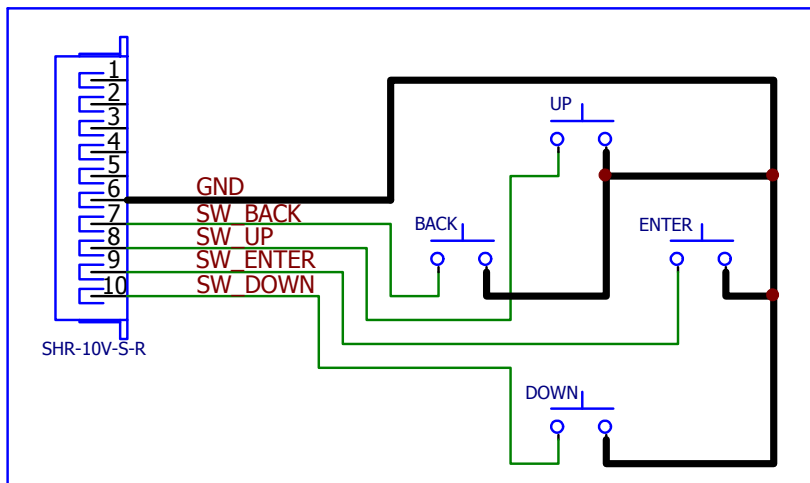 1
2
3
4
5
6
7
8
9
10
GND
SW_BACK
SW_UP
SW_ENTER
SW_DOWN
SHR-10V-S-R
UP
BACK
ENTER
DOWN